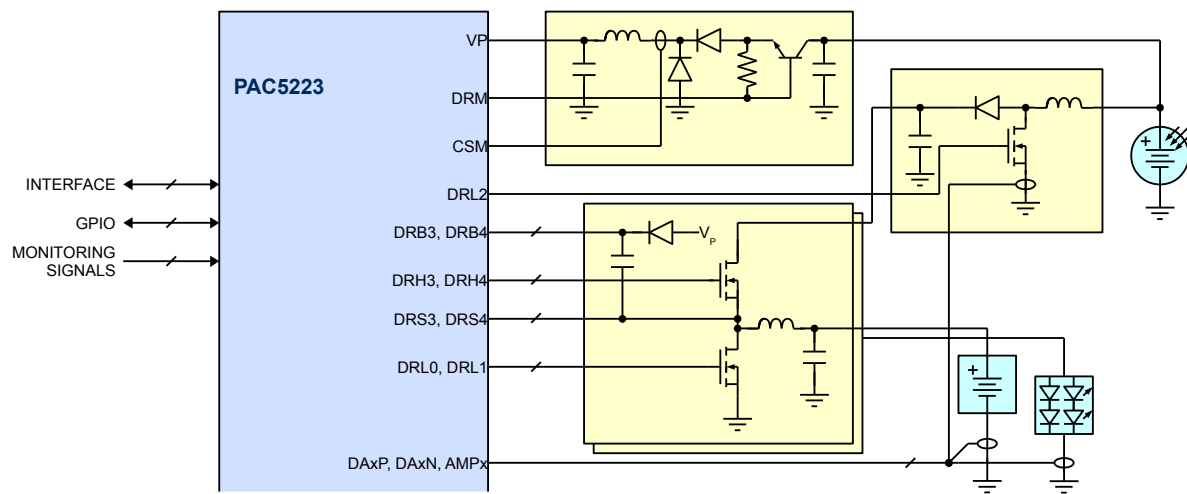 VP
PAC5223
DRM
CSM
INTERFACE
DRL2
GPIO
DRB3, DRB4
VP
MONITORING
SIGNALS
DRH3, DRH4
DRS3, DRS4
DRL0, DRL1
DAxP, DAxN, AMPx
+
+